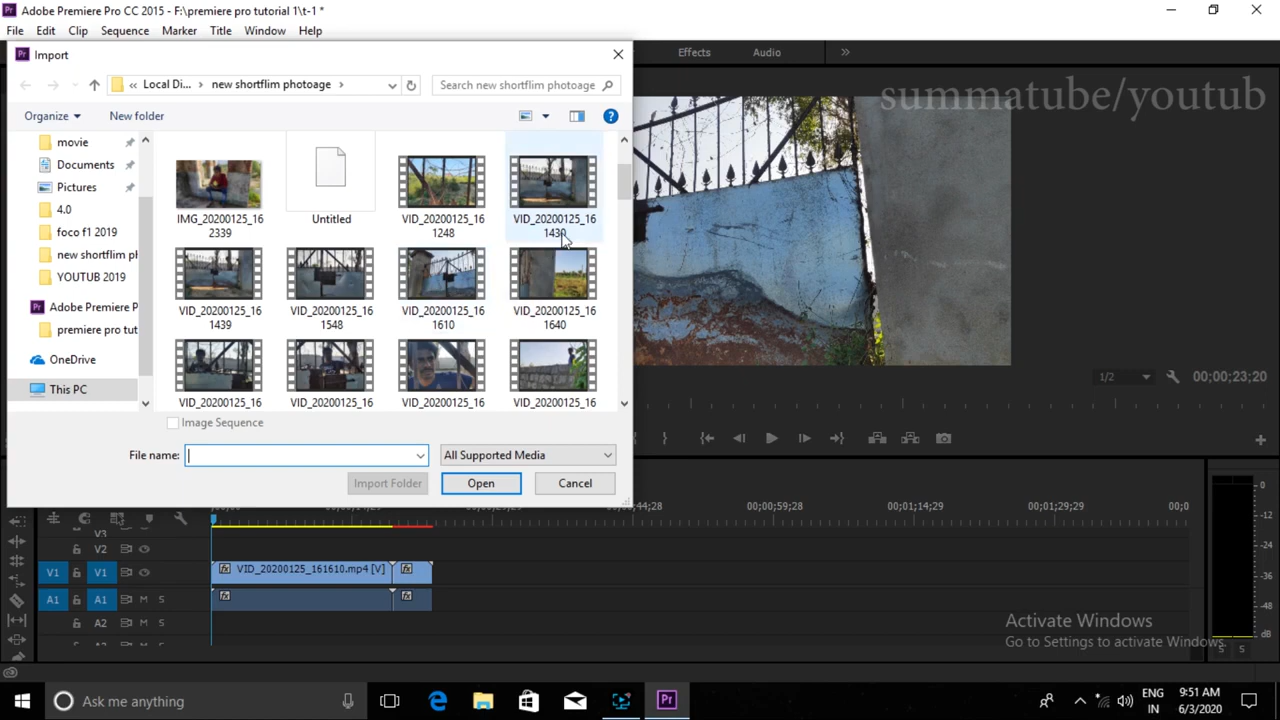 Adobe Premiere Pro CC 2015 - F:\premiere pro tutorial 1\t-1 *
File Edit Clip Sequence Marker Title Window Help
Import
Effects Audio
Local Di... new shortflim photoage
Search new shortflim photoage
summatube/youtub
Organize New folder
movie
Documents
Pictures
4.0
foco f1 2019
new shortflim pl
YOUTUB 2019
Adobe Premiere P
premiere pro tut
OneDrive
This PC
IMG_20200125_16
2339
Untitled
VID_20200125_16
1248
VID_20200125_16
1430
VID_20200125_16
1439
VID_20200125_16
1548
VID_20200125_16
1610
VID_20200125_16
1640
VID_20200125_16
VID_20200125_16
VID_20200125_16
VID_20200125_16
Image Sequence
File name:
All Supported Media
Import Folder Open Cancel
1/2 00;00;23;20
00;00;44;28 00;00;59;28 00;01;14;29 00;01;29;29
V3
V2
V1 V1 VID_20200125_161610.mp4 [V]
A1 A1 M S
A2 M S
0
-12
-24
-36
-48
dB
S S
Activate Windows
Go to Settings to activate Windows.
Ask me anything
ENG
IN
9:51 AM
6/3/2020